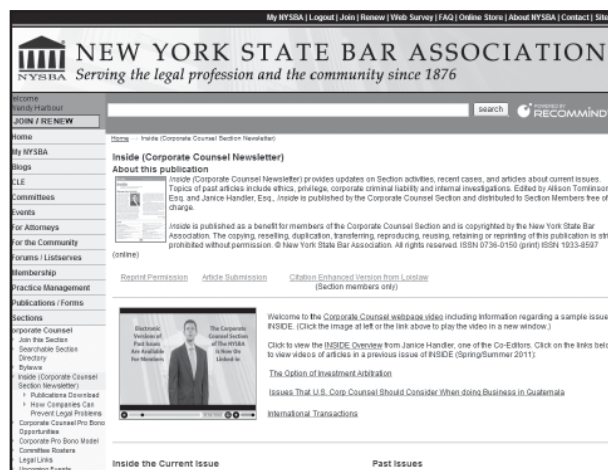 My NYSBA | Logout | Join | Renew | Web Survey | FAQ | Online Store | About NYSBA | Contact | Site
NYSBA
NEW YORK STATE BAR ASSOCIATION
Serving the legal profession and the community since 1876
elcome
endy Harbour
JOIN / RENEW
search
POWERED BY
RECOMMIND
Home
My NYSBA
Blogs
CLE
Committees
Events
For Attorneys
For the Community
Forums / Listserves
Membership
Practice Management
Publications / Forms
Sections
orporate Counsel
Join this Section
Searchable Section
Directory
Bylaws
Inside (Corporate Counsel
Section Newsletter)
Publications Download
How Companies Can
Prevent Legal Problems
Corporate Counsel Pro Bono
Opportunities
Corporate Pro Bono Model
Committee Rosters
Legal Links
Upcoming Events
Home → Inside (Corporate Counsel Section Newsletter)
Inside (Corporate Counsel Newsletter)
About this publication
Inside (Corporate Counsel Newsletter) provides updates on Section activities, recent cases, and articles about current issues.
Topics of past articles include ethics, privilege, corporate criminal liability and internal investigations. Edited by Allison Tomlinson
Esq. and Janice Handler, Esq., Inside is published by the Corporate Counsel Section and distributed to Section Members free of
charge.
Inside is published as a benefit for members of the Corporate Counsel Section and is copyrighted by the New York State Bar
Association. The copying, reselling, duplication, transferring, reproducing, reusing, retaining or reprinting of this publication is stri
prohibited without permission. © New York State Bar Association. All rights reserved. ISSN 0736-0150 (print) ISSN 1933-8597
(online)
Reprint Permission Article Submission Citation Enhanced Version from Loislaw
(Section members only)
Electronic
Versions of
Past Issues
Are Available
For Members
The Corporate
Counsel Section
of The NYSBA
Is Now On
Linked-in
Welcome to the Corporate Counsel webpage video including information regarding a sample issue
INSIDE. (Click the image at left or the link above to play the video in a new window.)
Click to view the INSIDE Overview from Janice Handler, one of the Co-Editors. Click on the links belo
to view videos of articles in a previous issue of INSIDE (Spring/Summer 2011):
The Option of Investment Arbitration
Issues That U.S. Corp Counsel Should Consider When doing Business in Guatemala
International Transactions
Inside the Current Issue
Past Issues